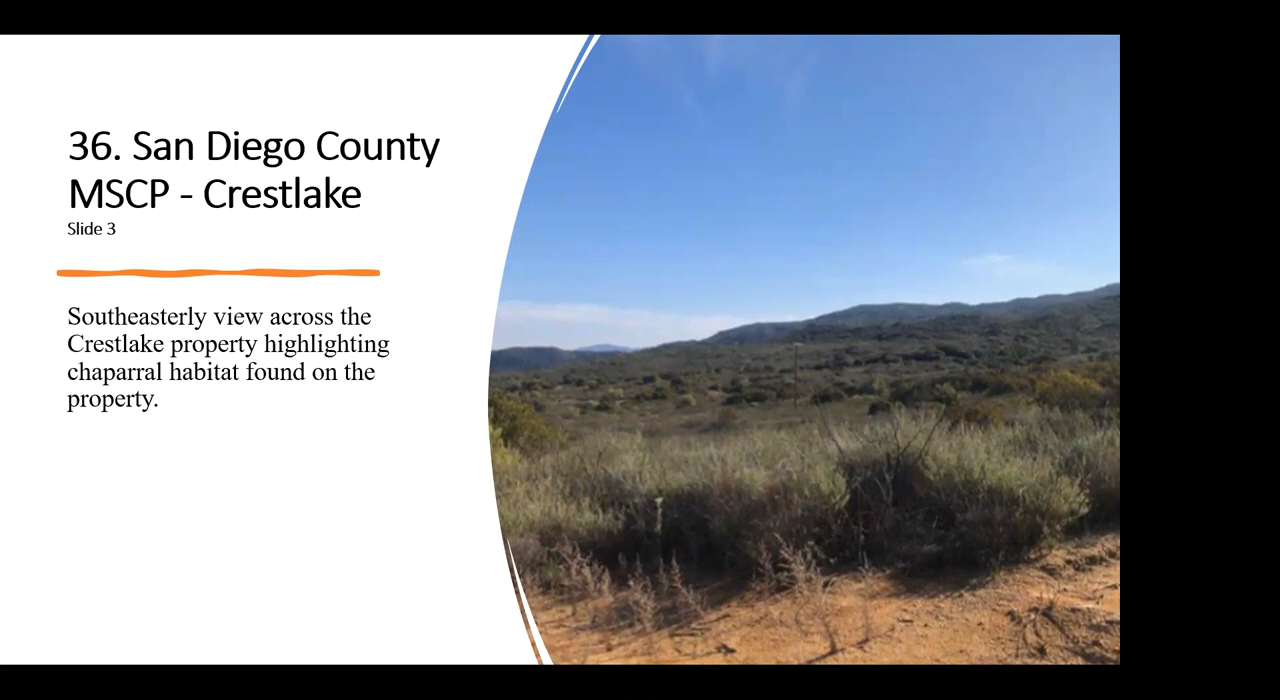 36. San Diego County
MSCP - Crestlake
Slide 3
Southeasterly view across the
Crestlake property highlighting
chaparral habitat found on the
property.